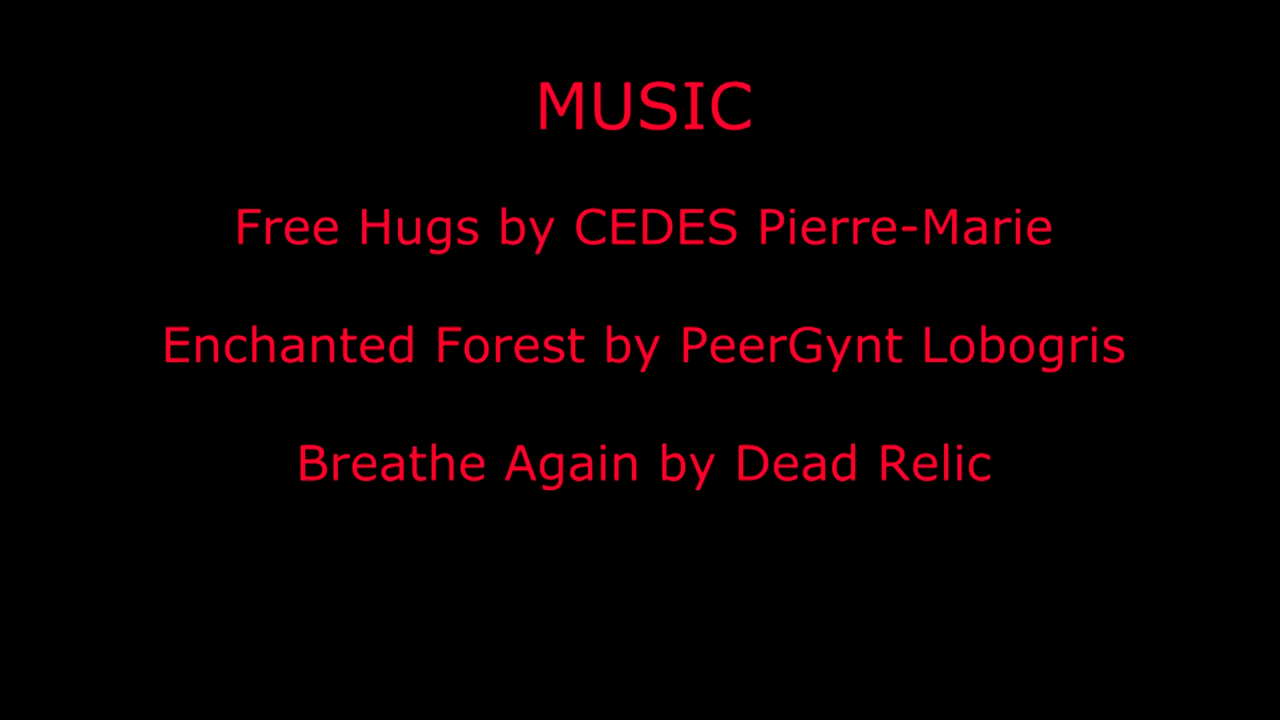 MUSIC
Free Hugs by CEDES Pierre-Marie
Enchanted Forest by PeerGynt Lobogris
Breathe Again by Dead Relic